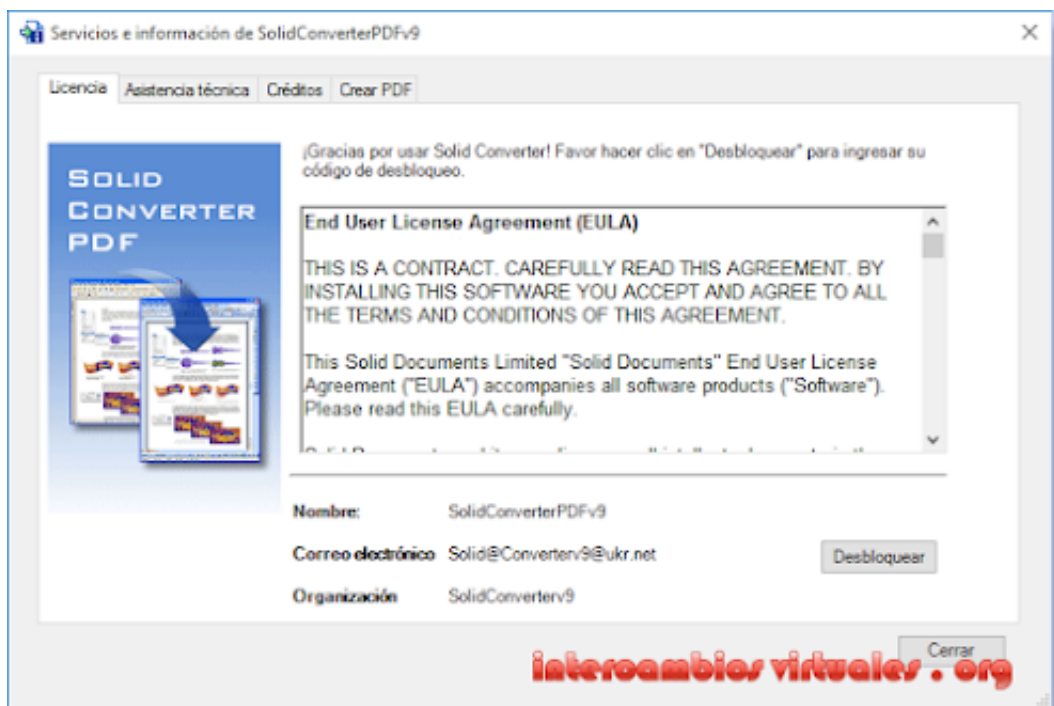 Servicios e información de SolidConverterPDFv9
Licencia
Asistencia técnica
Créditos
Crear PDF
SOLID
CONVERTER
PDF
¡Gracias por usar Solid Converter! Favor hacer clic en "Desbloquear" para ingresar su
código de desbloqueo.
End User License Agreement (EULA)
THIS IS A CONTRACT. CAREFULLY READ THIS AGREEMENT. BY
INSTALLING THIS SOFTWARE YOU ACCEPT AND AGREE TO ALL
THE TERMS AND CONDITIONS OF THIS AGREEMENT.
This Solid Documents Limited "Solid Documents" End User License
Agreement ("EULA") accompanies all software products ("Software").
Please read this EULA carefully.
Nombre: SolidConverterPDFv9
Correo electrónico Solid@Converterv9@ukr.net
Desbloquear
Organización SolidConverterv9
Cerrar
intercambios virtuales . org